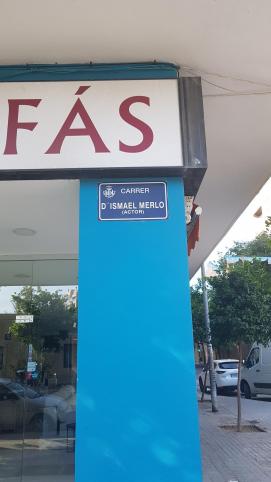 FÁS
CARRER
D'ISMAEL MERLO
(ACTOR)